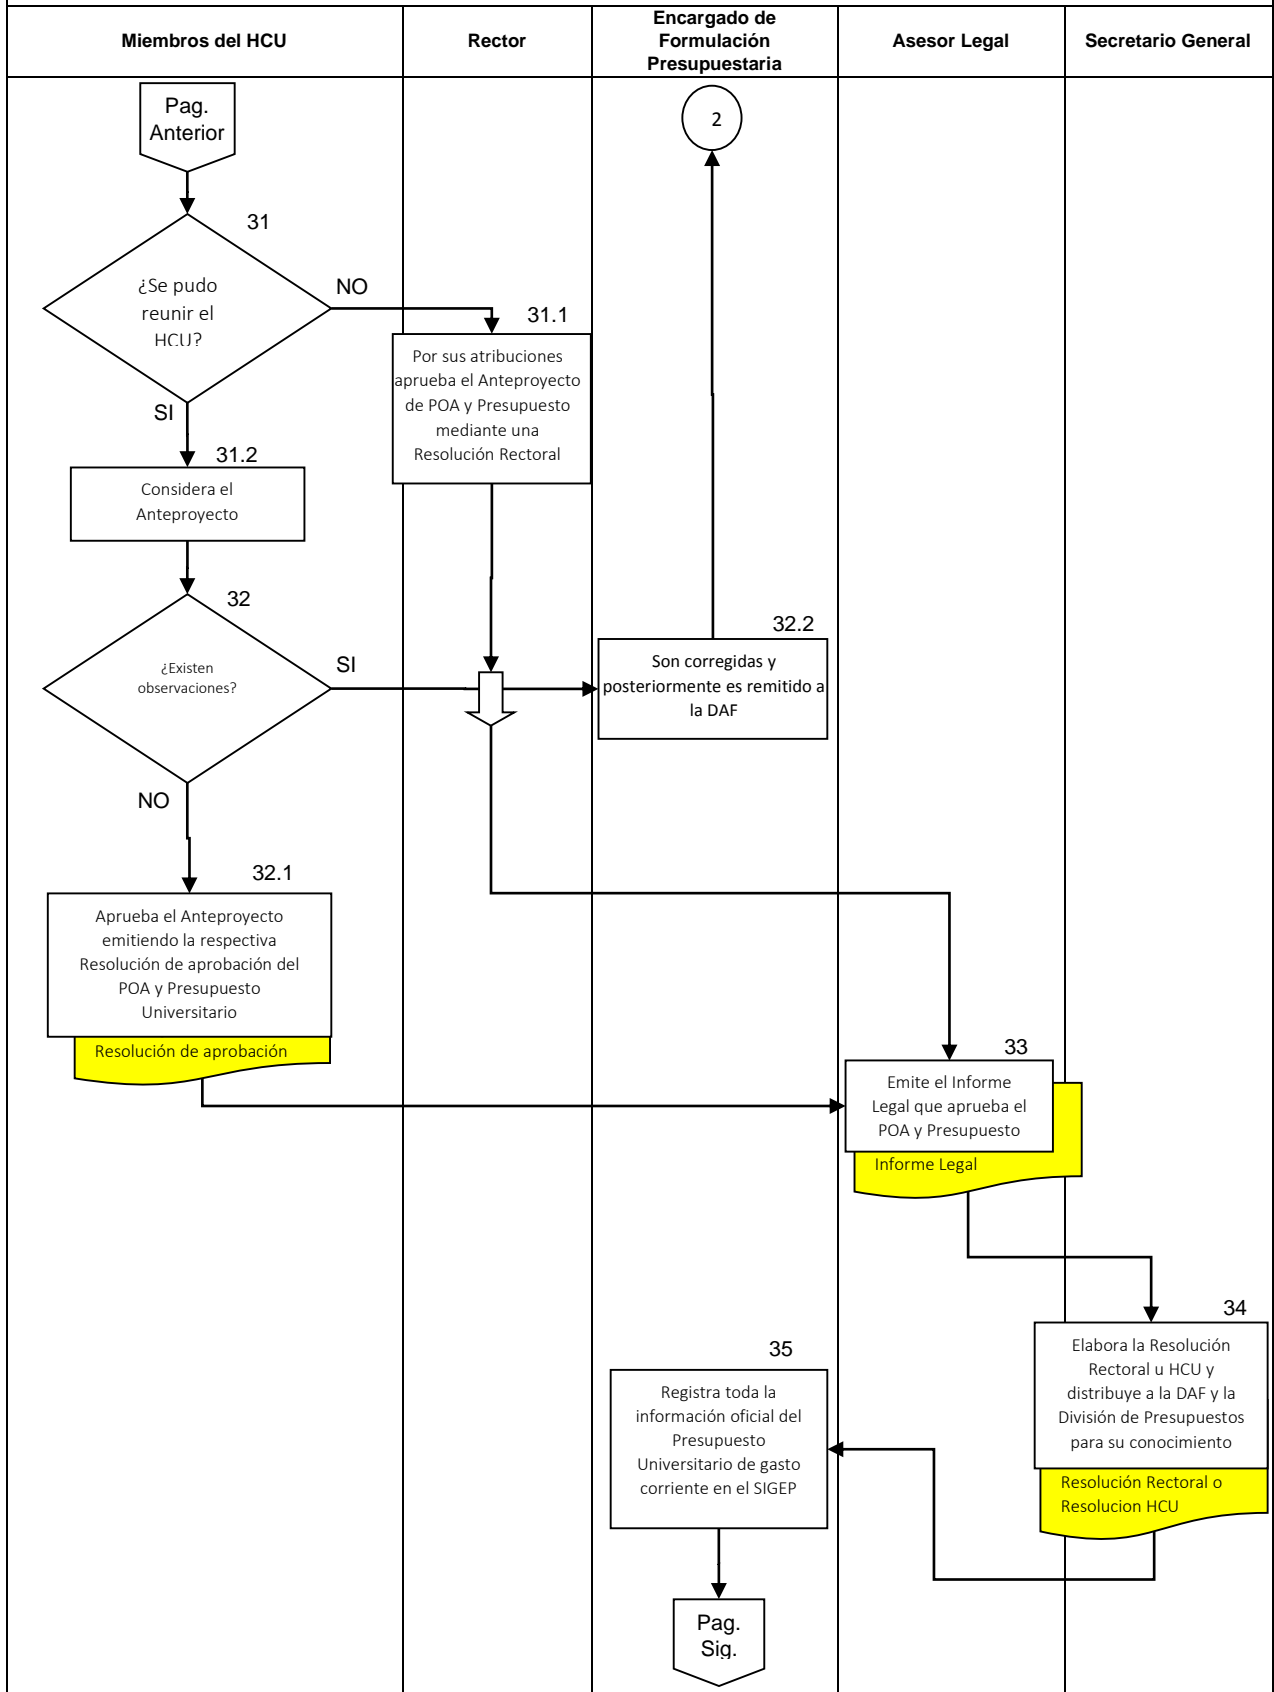 Miembros del HCU
Rector
Encargado de
Formulación
Presupuestaria
Asesor Legal
Secretario General
Pag.
Anterior
2
31
¿Se pudo
reunir el
HCU?
NO
SI
31.1
Por sus atribuciones
aprueba el Anteproyecto
de POA y Presupuesto
mediante una
Resolución Rectoral
31.2
Considera el
Anteproyecto
32
¿Existen
observaciones?
SI
NO
32.2
Son corregidas y
posteriormente es remitido a
la DAF
32.1
Aprueba el Anteproyecto
emitiendo la respectiva
Resolución de aprobación del
POA y Presupuesto
Universitario
Resolución de aprobación
33
Emite el Informe
Legal que aprueba el
POA y Presupuesto
Informe Legal
34
Elabora la Resolución
Rectoral u HCU y
distribuye a la DAF y la
División de Presupuestos
para su conocimiento
Resolución Rectoral o
Resolucion HCU
35
Registra toda la
información oficial del
Presupuesto
Universitario de gasto
corriente en el SIGEP
Pag.
Sig.